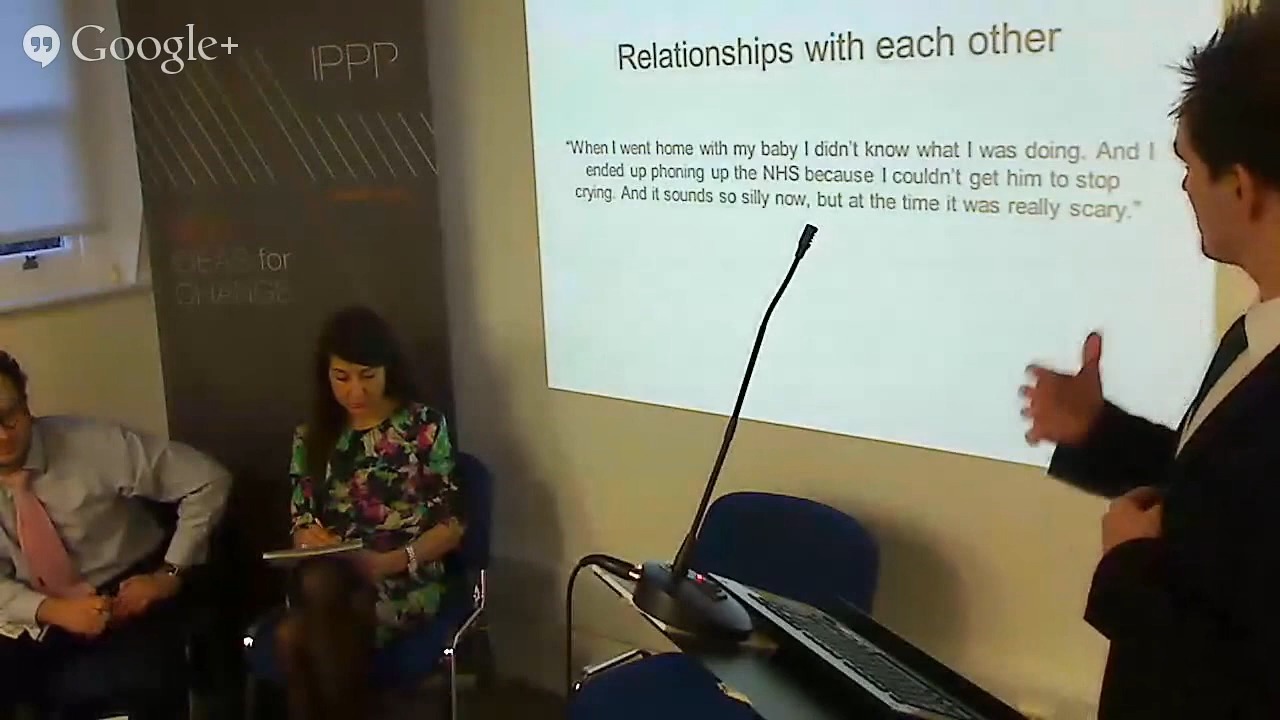 Google+
IPPR
IDEAS for
CHANGE
Relationships with each other
"When I went home with my baby I didn't know what I was doing. And I
ended up phoning up the NHS because I couldn't get him to stop
crying. And it sounds so silly now, but at the time it was really scary."